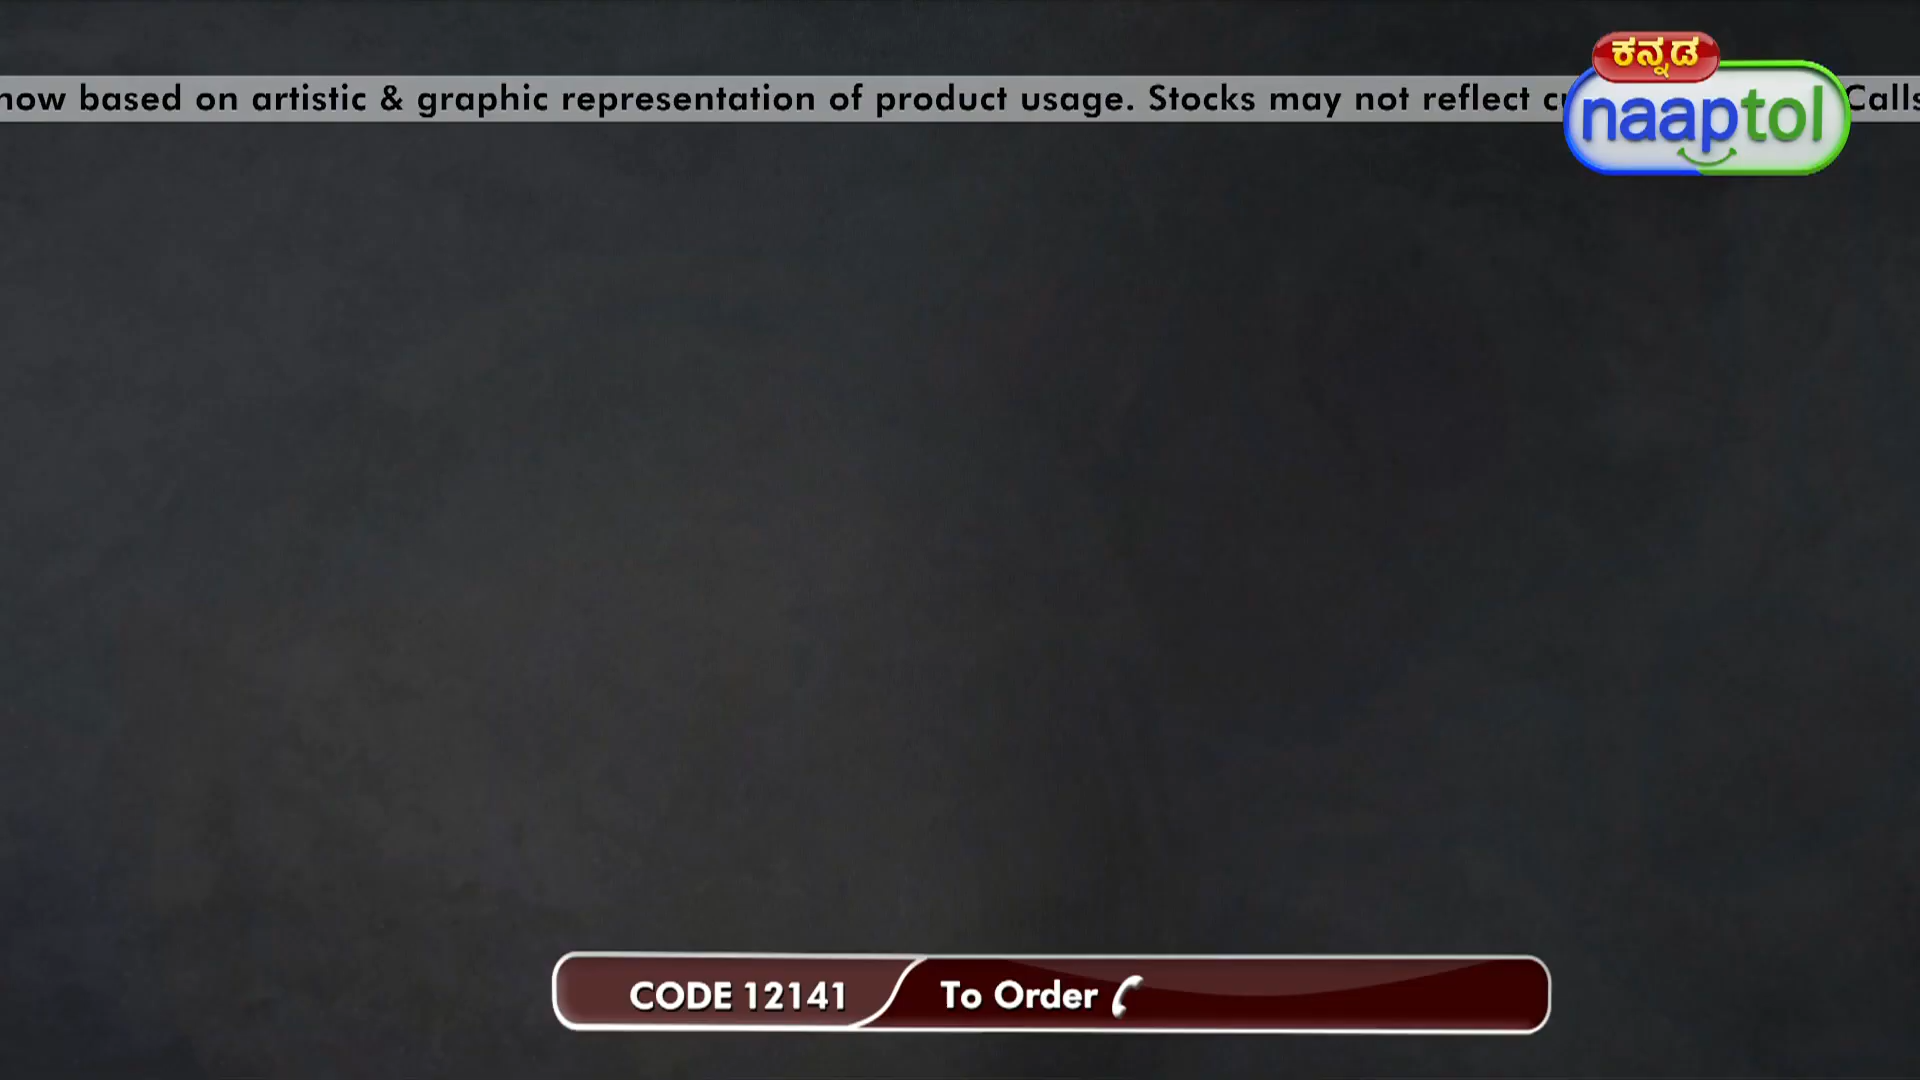 ಕನ್ನಡ
based on artistic & graphic representation of product usage. Stocks may not reflect Calls
naaptol
CODE 12141 To Order